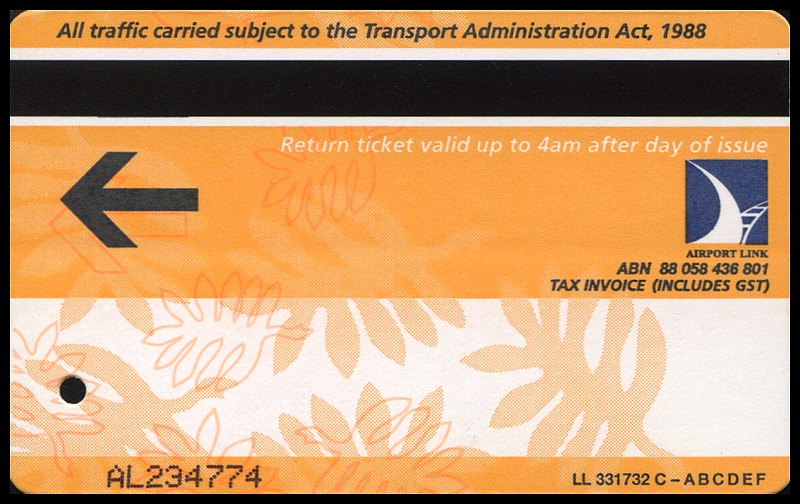 All traffic carried subject to the Transport Administration Act, 1988
Return ticket valid up to 4am after day of issue
AIRPORT LINK
ABN 88 058 436 801
TAX INVOICE (INCLUDES GST)
AL234774
LL 331732 C – A B C D E F